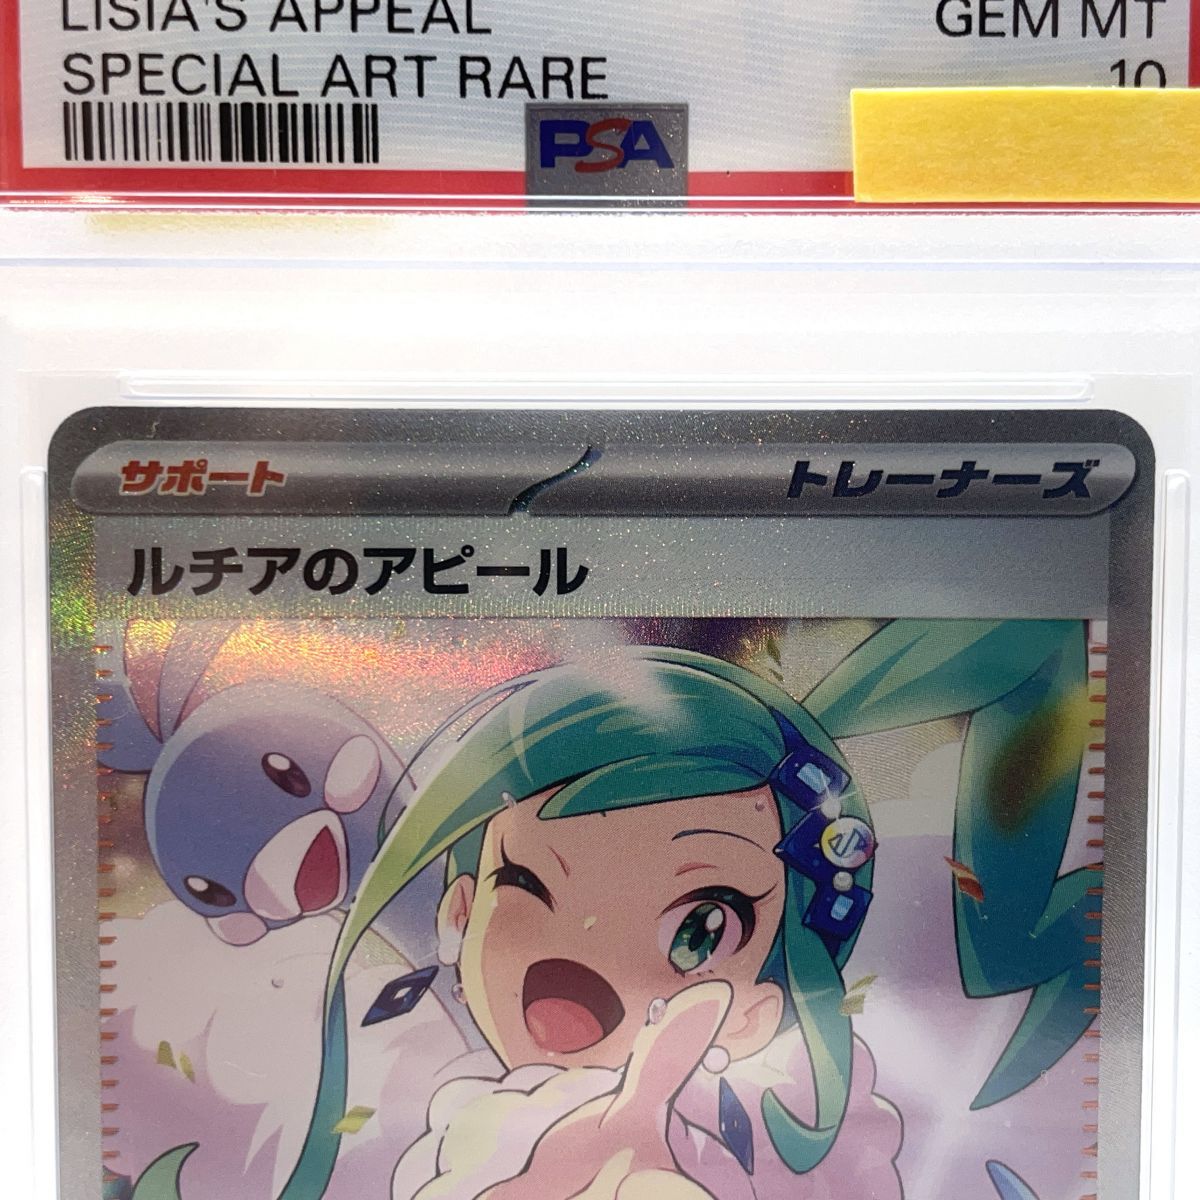 LISIA'S APPEAL
GEM MT
SPECIAL ART RARE
10
PSA
サポート
トレーナーズ
ルチアのアピール